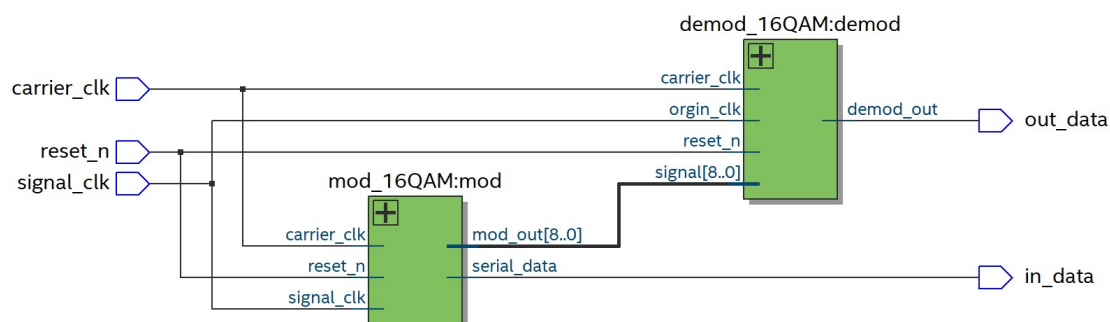 demod_16QAM:demod
carrier_clk
carrier_clk
orgin_clk
demod_out
out_data
reset_n
reset_n
signal_clk
signal[8..0]
mod_16QAM:mod
carrier_clk
mod_out[8..0]
reset_n
serial_data
in_data
signal_clk